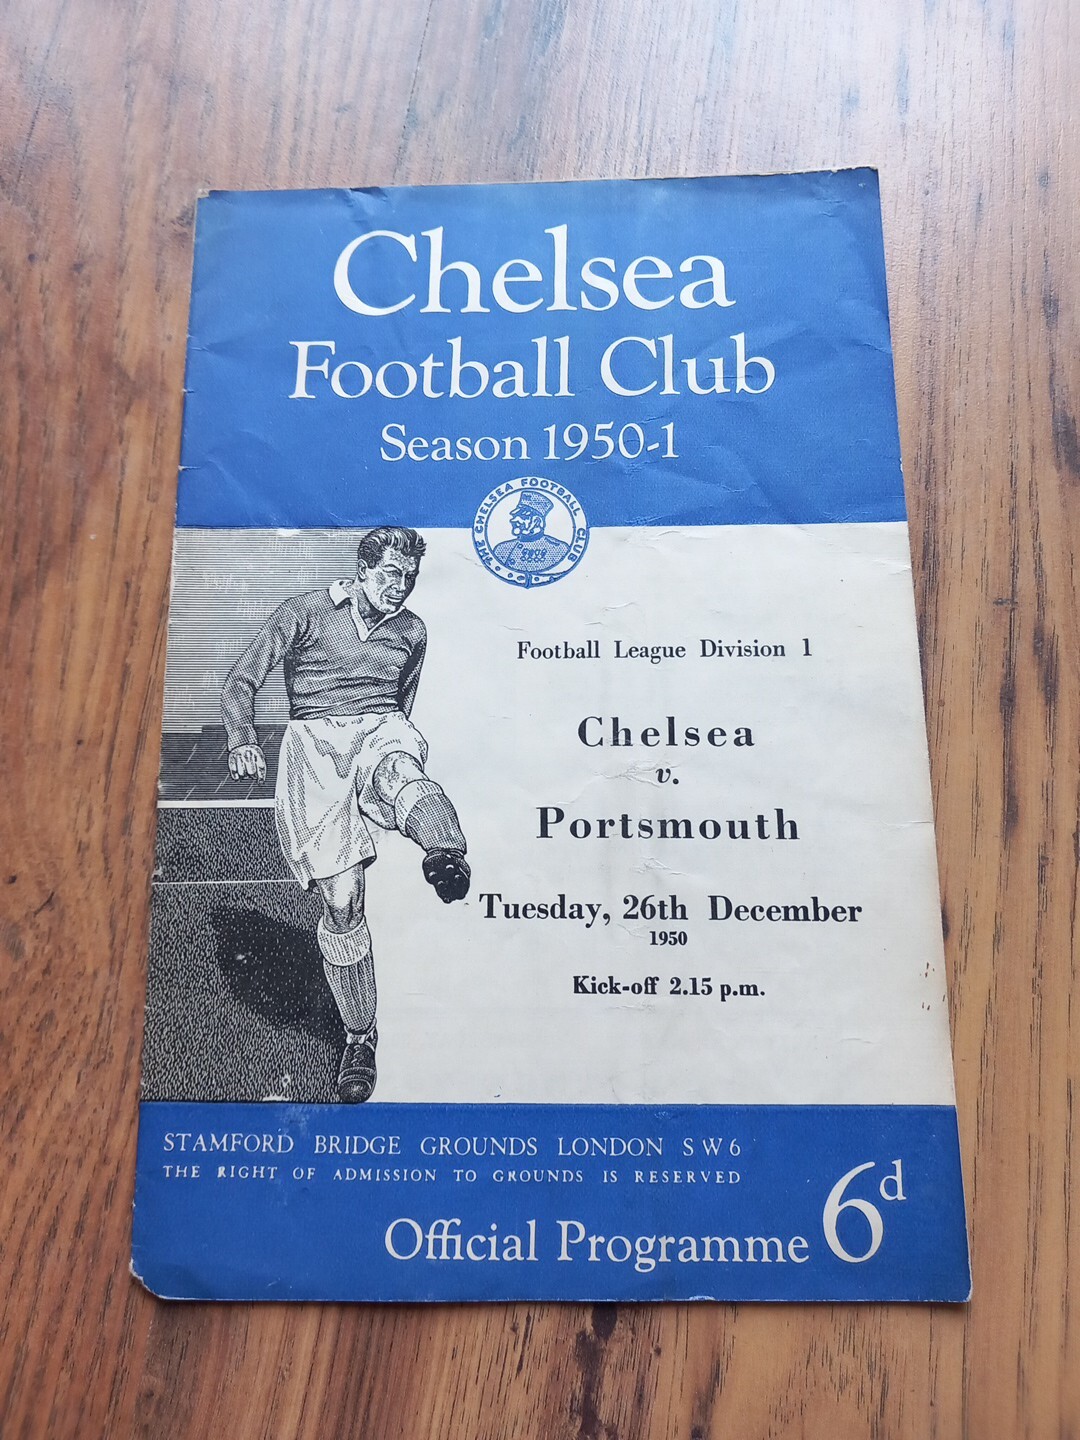 Chelsea
Football Club
Season 1950-1
THE CHELSEA FOOTBALL CLUB
Football League Division 1
Chelsea
v.
Portsmouth
Tuesday, 26th December
1950
Kick-off 2.15 p.m.
STAMFORD BRIDGE GROUNDS LONDON S W 6
THE RIGHT OF ADMISSION TO GROUNDS IS RESERVED
Official Programme 6d